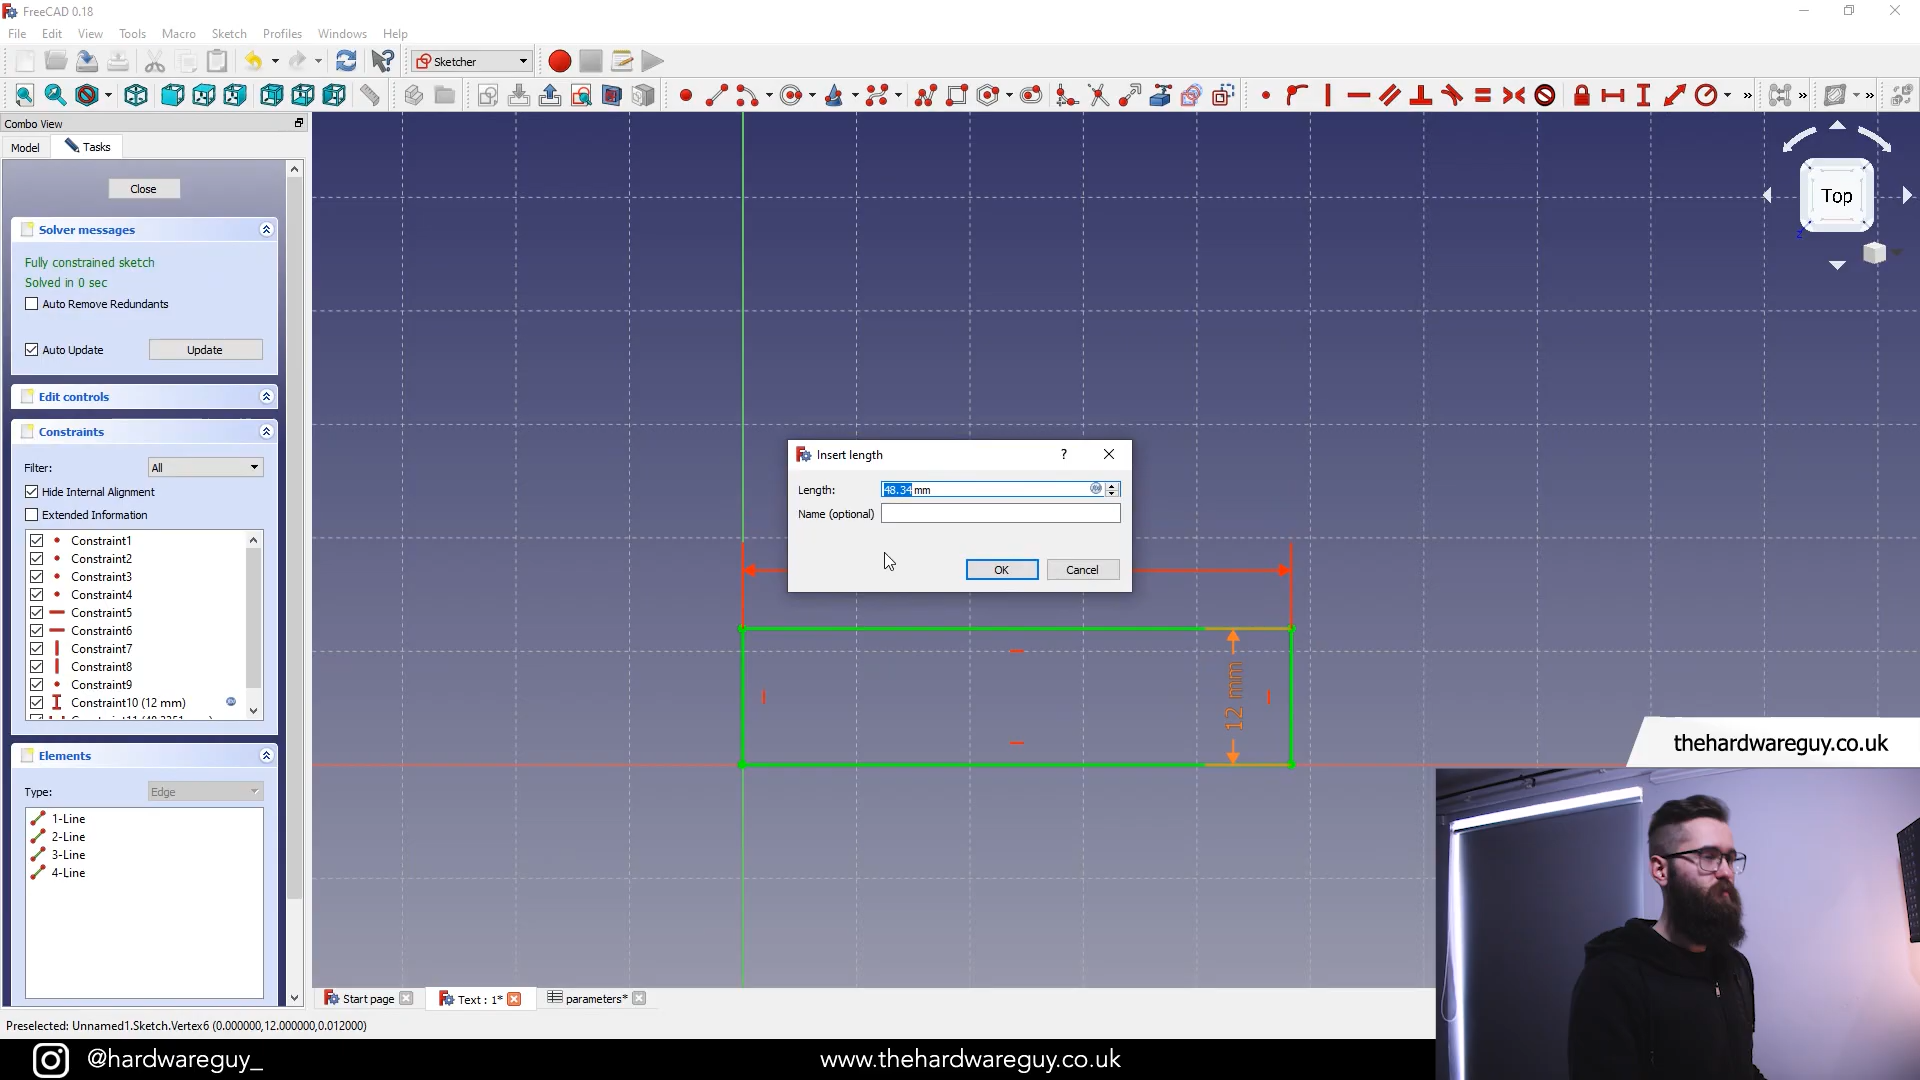 FreeCAD 0.18
File Edit View Tools Macro Sketch Profiles Windows Help
Sketcher
Combo View
Model Tasks
Close
Solver messages
Fully constrained sketch
Solved in 0 sec
Auto Remove Redundants
Auto Update Update
Edit controls
Constraints
Filter: All
Hide Internal Alignment
Extended Information
Constraint1
Constraint2
Constraint3
Constraint4
Constraint5
Constraint6
Constraint7
Constraint8
Constraint9
Constraint10 (12 mm)
Elements
Type: Edge
1-Line
2-Line
3-Line
4-Line
Top
Insert length ?
Length: 48.34 mm
Name (optional)
OK Cancel
12 mm
thehardwareguy.co.uk
Start page Text : 1* parameters*
Preselected: Unnamed1.Sketch.Vertex6 (0.000000,12.000000,0.012000)
@hardwareguy_ www.thehardwareguy.co.uk